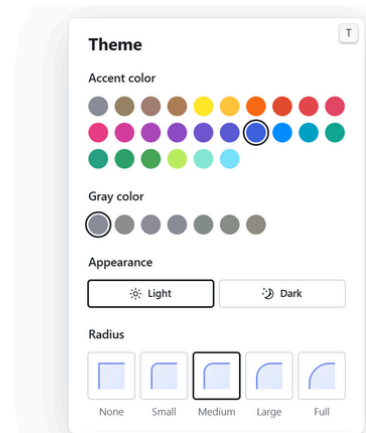 Theme
T
Accent color
Gray color
Appearance
Light
Dark
Radius
None
Small
Medium
Large
Full